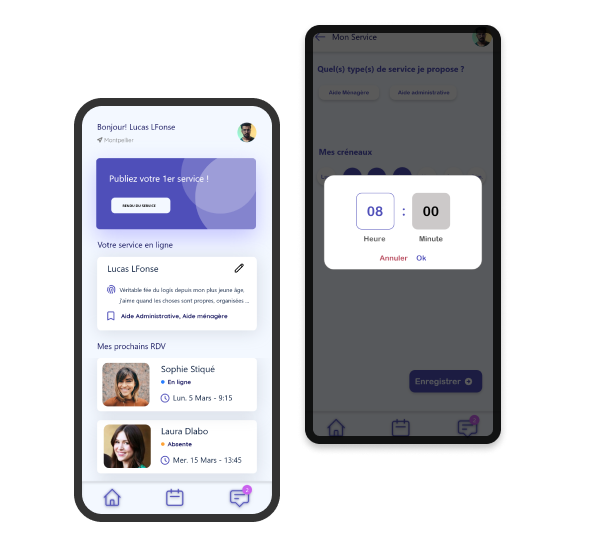 Bonjour! Lucas LFonse
Montpellier
Publiez votre 1er service !
RENDU DU SERVICE
Votre service en ligne
Lucas LFonse
Véritable fée du logis depuis mon plus jeune âge,
J'aime quand les choses sont propres, organisées ...
Aide Administrative, Aide ménagère
Mes prochains RDV
Sophie Stiqué
En ligne
Lun. 5 Mars - 9:15
Laura Dlabo
Absente
Mer. 15 Mars - 13:45
2
Mon Service
Quel(s) type(s) de service je propose ?
Aide Ménagère
Aide administrative
Mes créneaux
08 : 00
Heure Minute
Annuler Ok
Enregistrer